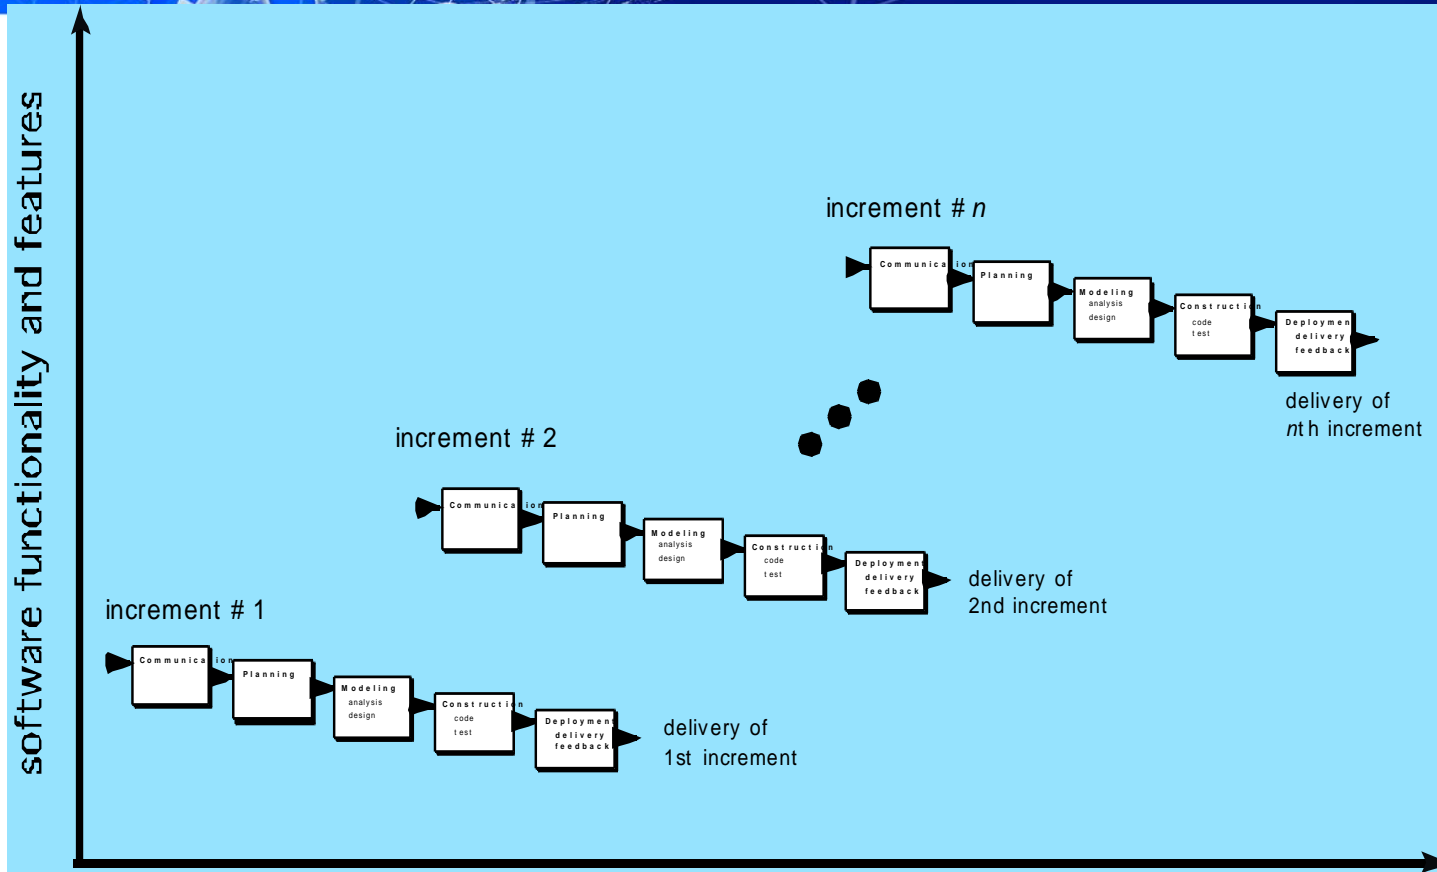 software functionality and features
increment # n
Communication
Planning
Modeling
analysis
design
Construction
code
test
Deployment
delivery
feedback
delivery of
nth increment
increment # 2
Communication
Planning
Modeling
analysis
design
Construction
code
test
Deployment
delivery
feedback
delivery of
2nd increment
increment # 1
Communication
Planning
Modeling
analysis
design
Construction
code
test
Deployment
delivery
feedback
delivery of
1st increment